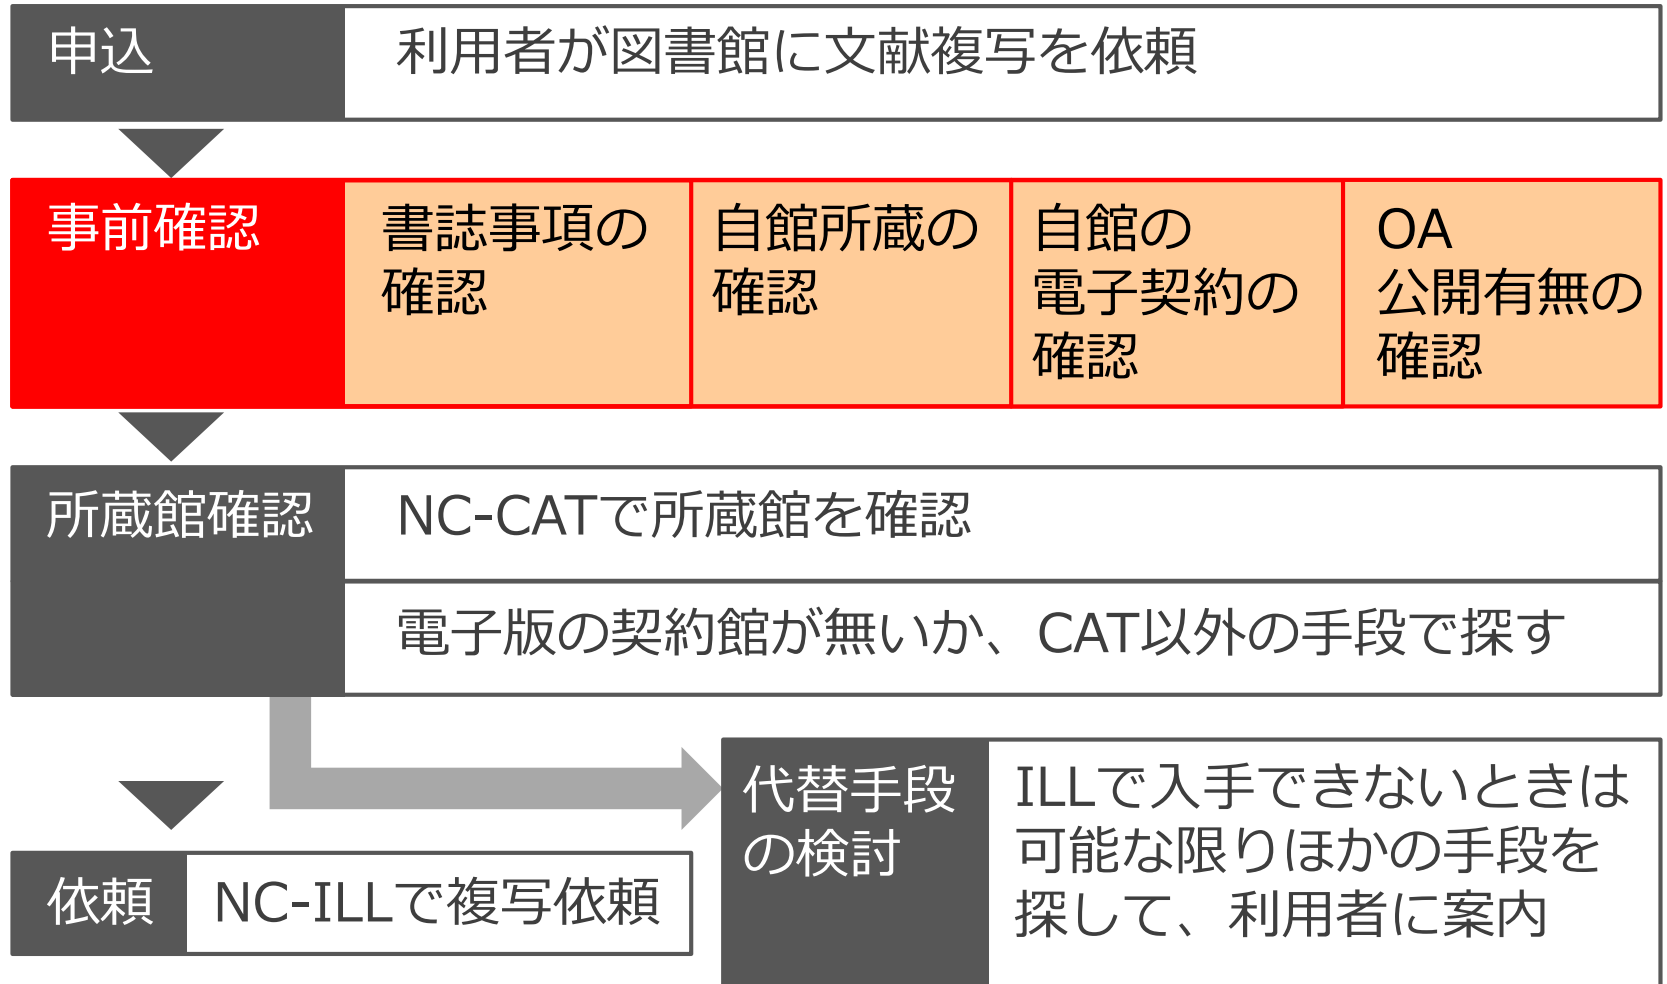 申込
利用者が図書館に文献複写を依頼
事前確認
書誌事項の
確認
自館所蔵の
確認
自館の
電子契約の
確認
OA
公開有無の
確認
所蔵館確認
NC-CATで所蔵館を確認
電子版の契約館が無いか、CAT以外の手段で探す
依頼
NC-ILLで複写依頼
代替手段
の検討
ILLで入手できないときは
可能な限りほかの手段を
探して、利用者に案内